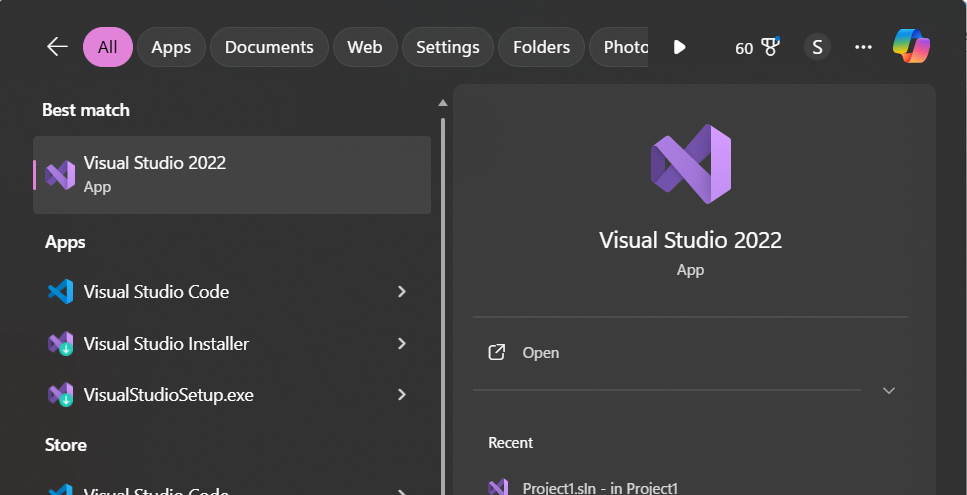 All
Apps
Documents
Web
Settings
Folders
Photo
60
S
Best match
Visual Studio 2022
App
Apps
Visual Studio Code
Visual Studio Installer
VisualStudioSetup.exe
Store
Visual Studio Code
Visual Studio 2022
App
Open
Recent
Project1.sln - in Project1